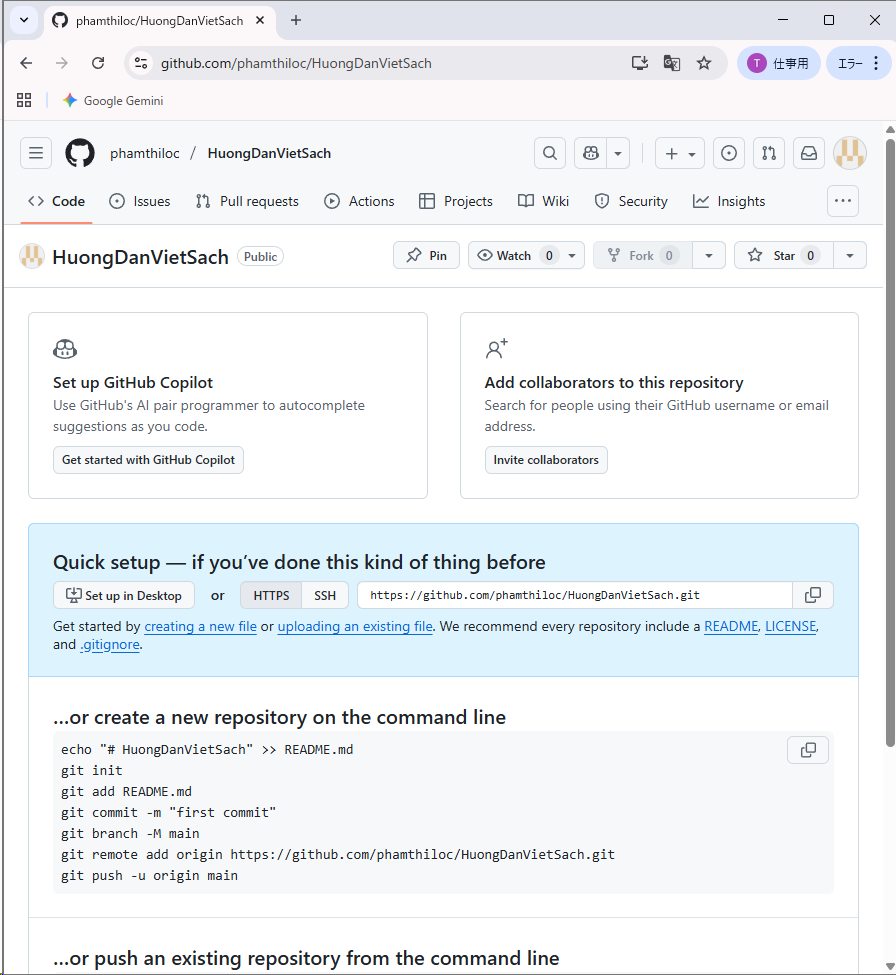 phamthiloc/HuongDanVietSach
github.com/phamthiloc/HuongDanVietSach
T 仕事用
エラー
Google Gemini
phamthiloc / HuongDanVietSach
Code Issues Pull requests Actions Projects Wiki Security Insights
HuongDanVietSach Public
Pin Watch 0 Fork 0 Star 0
Set up GitHub Copilot
Use GitHub's AI pair programmer to autocomplete
suggestions as you code.
Get started with GitHub Copilot
Add collaborators to this repository
Search for people using their GitHub username or email
address.
Invite collaborators
Quick setup — if you’ve done this kind of thing before
Set up in Desktop or HTTPS SSH https://github.com/phamthiloc/HuongDanVietSach.git
Get started by creating a new file or uploading an existing file. We recommend every repository include a README, LICENSE,
and .gitignore.
…or create a new repository on the command line
echo "# HuongDanVietSach" >> README.md
git init
git add README.md
git commit -m "first commit"
git branch -M main
git remote add origin https://github.com/phamthiloc/HuongDanVietSach.git
git push -u origin main
…or push an existing repository from the command line